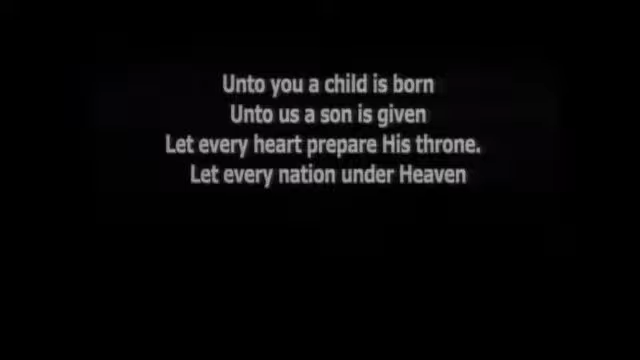 Unto you a child is born
Unto us a son is given
Let every heart prepare His throne.
Let every nation under Heaven